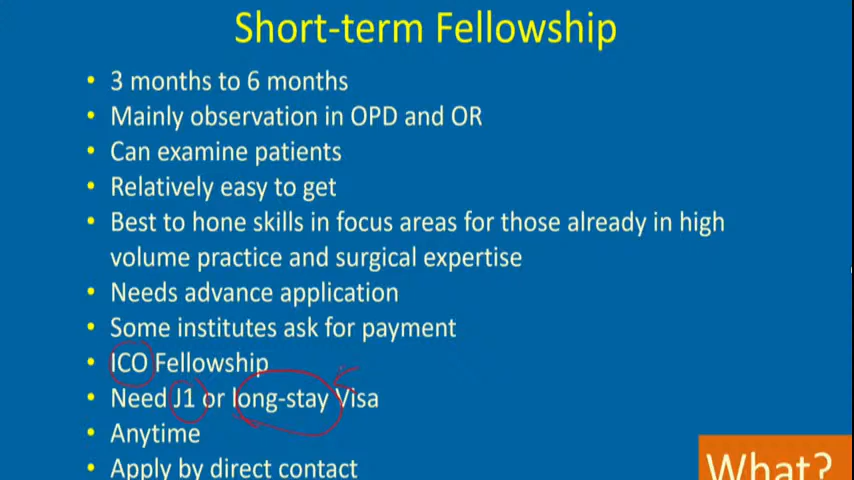 Short-term Fellowship
• 3 months to 6 months
• Mainly observation in OPD and OR
• Can examine patients
• Relatively easy to get
• Best to hone skills in focus areas for those already in high
volume practice and surgical expertise
• Needs advance application
• Some institutes ask for payment
• ICO Fellowship
• Need J1 or long-stay Visa
• Anytime
• Apply by direct contact
What?